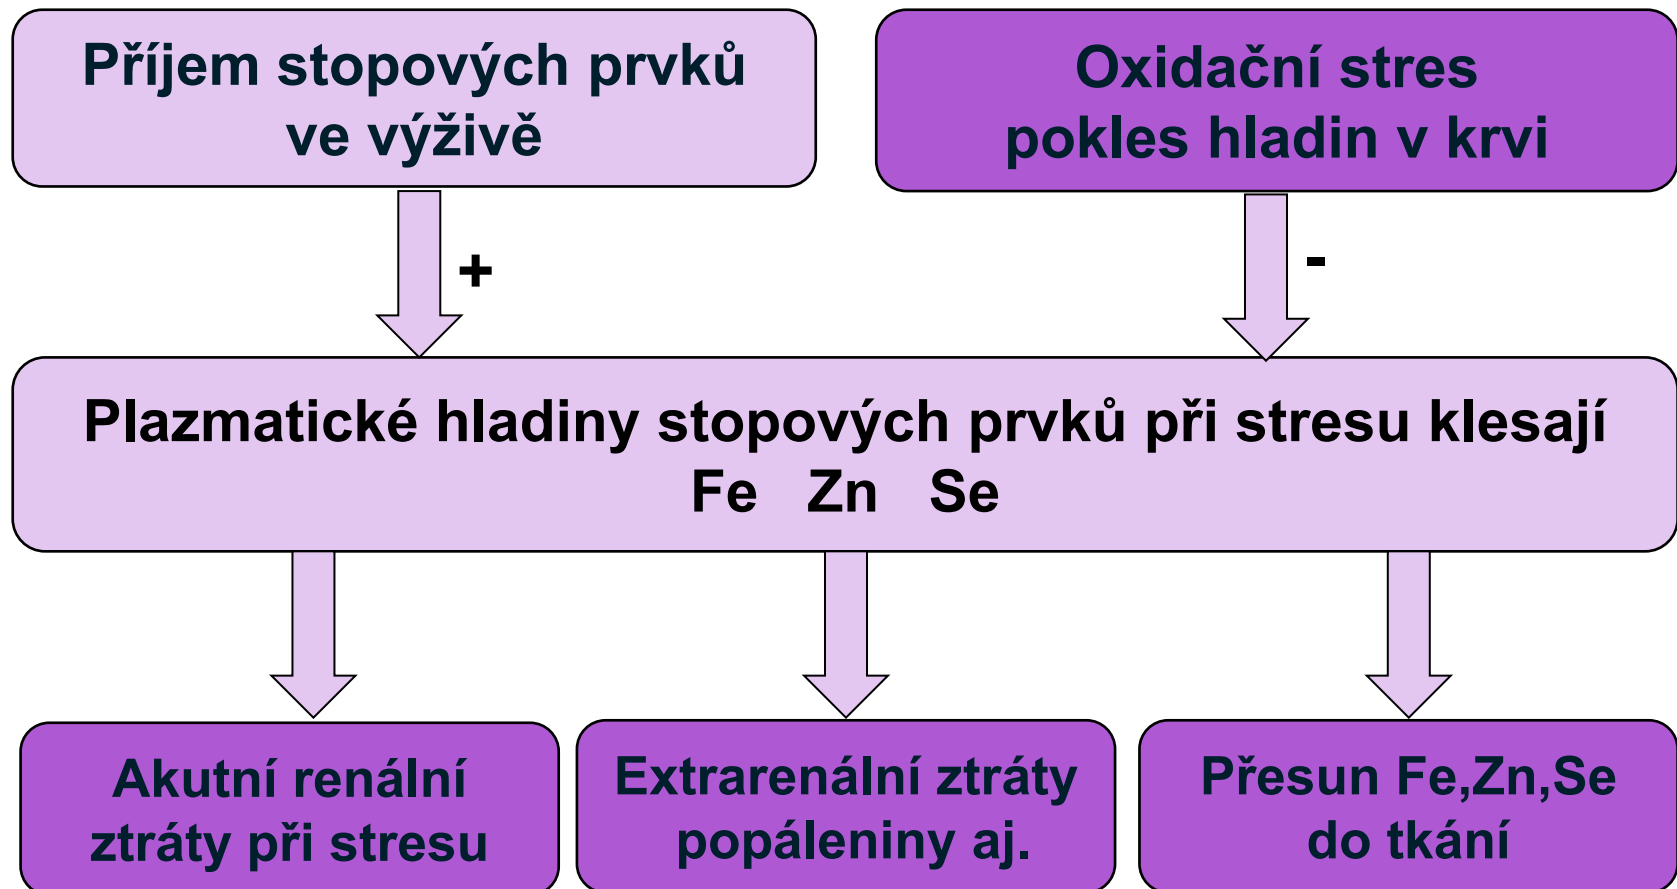 Příjem stopových prvků
ve výživě
Oxidační stres
pokles hladin v krvi
+
-
Plazmatické hladiny stopových prvků při stresu klesají
Fe Zn Se
Akutní renální
ztráty při stresu
Extrarenální ztráty
popáleniny aj.
Přesun Fe,Zn,Se
do tkání